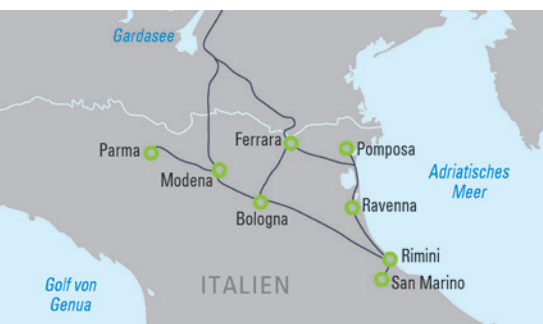 Gardasee
Parma
Ferrara
Pomposa
Modena
Adriatisches
Meer
Bologna
Ravenna
Rimini
San Marino
ITALIEN
Golf von
Genua